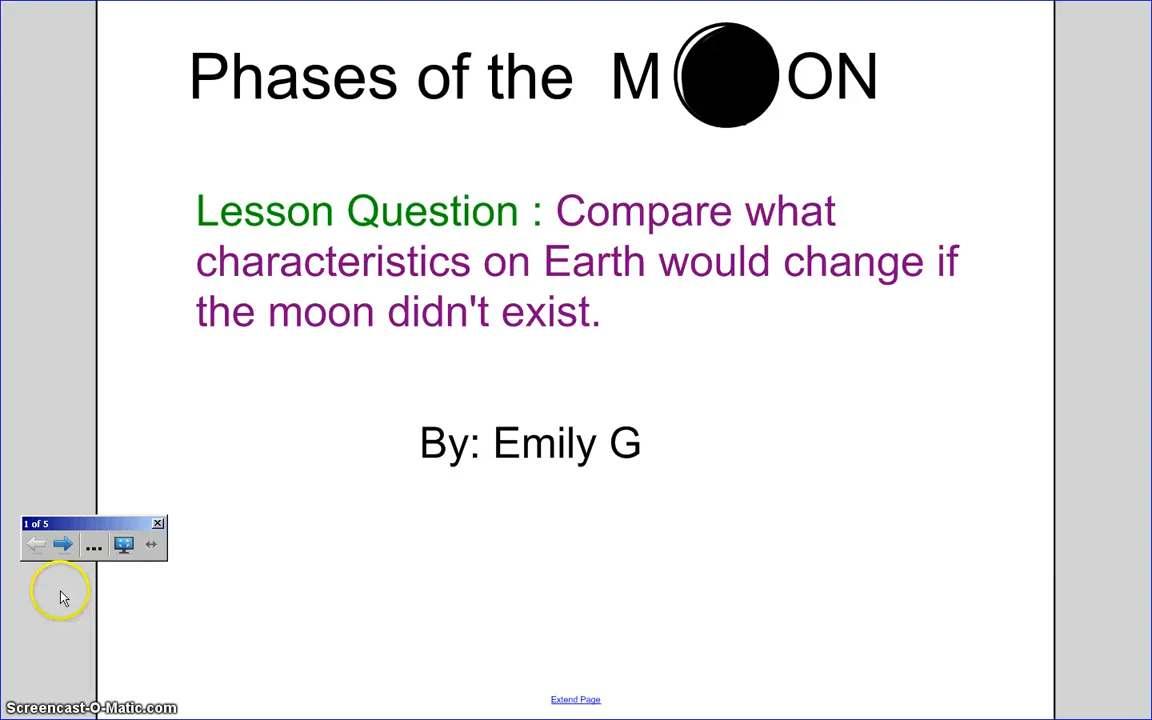 Phases of the M ON
Lesson Question : Compare what
characteristics on Earth would change if
the moon didn't exist.
By: Emily G
1 of 5
...
Extend Page
Screencast-O-Matic.com